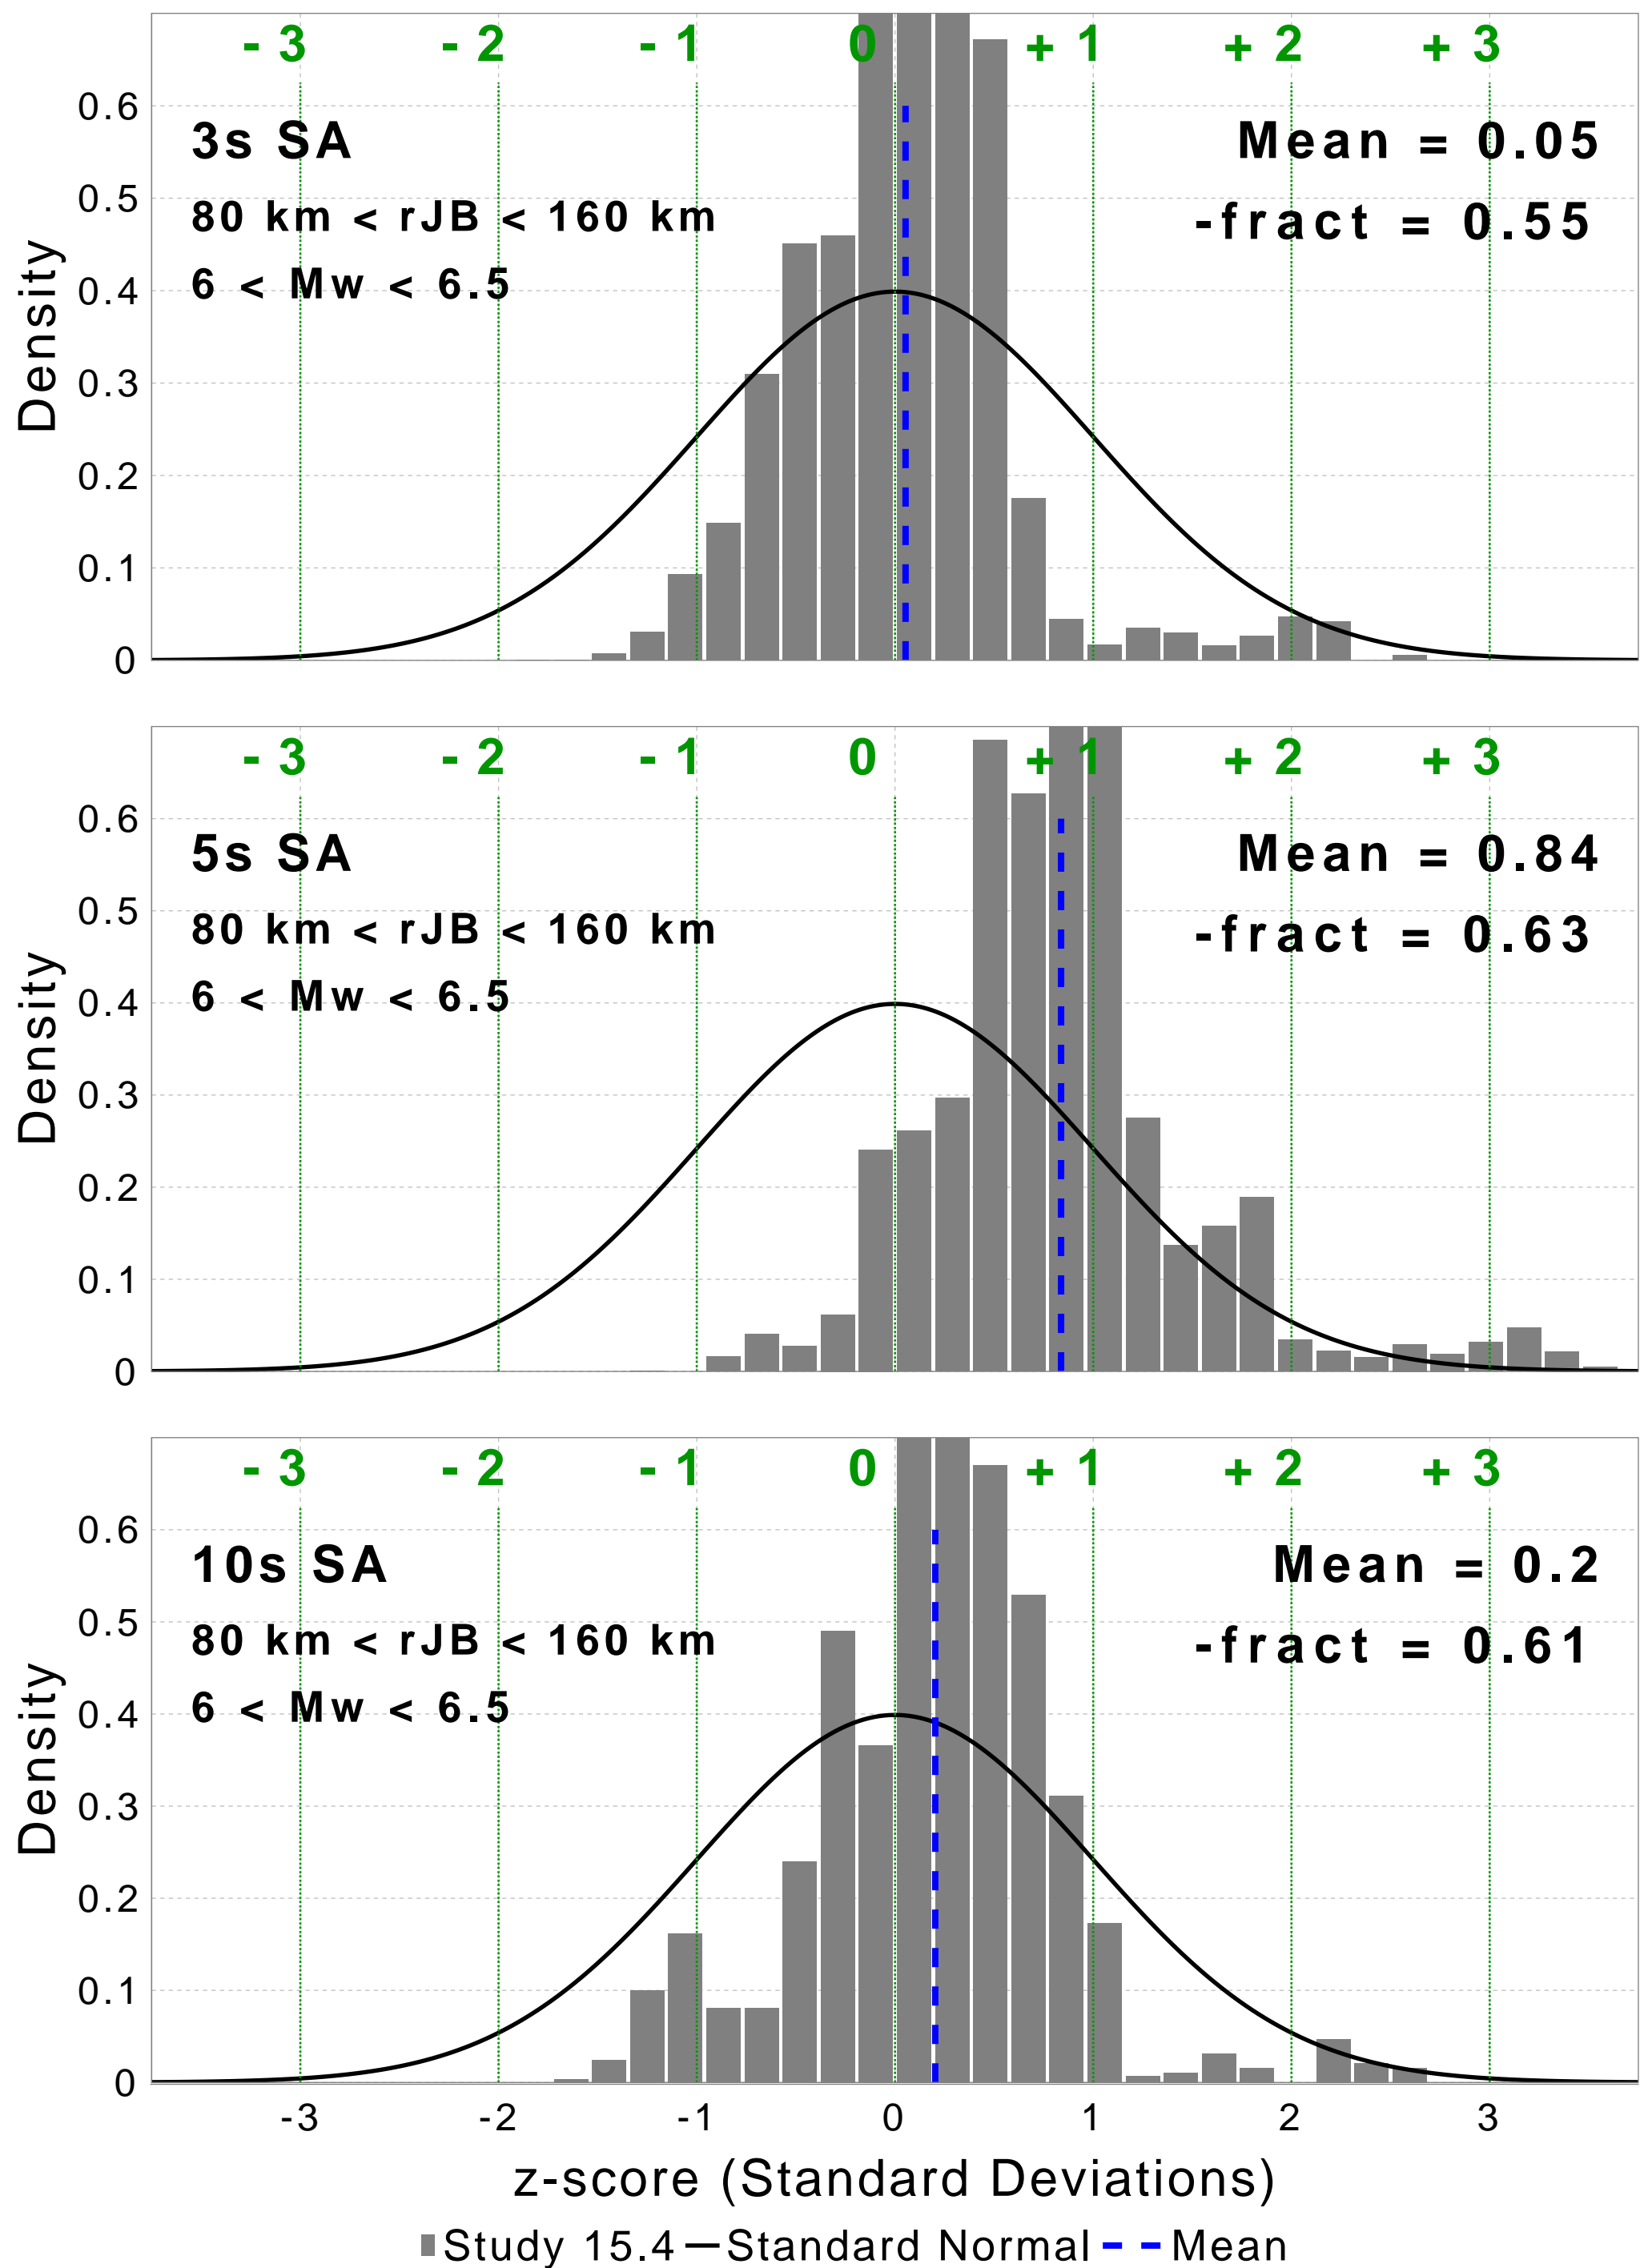 - 3 - 2 - 1 0 + 1 + 2 + 3
0.6
3s SA Mean = 0.05
0.5
80 km < rJB < 160 km -fract = 0.55
6 < Mw < 6.5
0.4
Density
0.3
0.2
0.1
0
- 3 - 2 - 1 0 + 1 + 2 + 3
0.6
5s SA Mean = 0.84
0.5
80 km < rJB < 160 km -fract = 0.63
6 < Mw < 6.5
0.4
Density
0.3
0.2
0.1
0
- 3 - 2 - 1 0 + 1 + 2 + 3
0.6
10s SA Mean = 0.2
0.5
80 km < rJB < 160 km -fract = 0.61
6 < Mw < 6.5
0.4
Density
0.3
0.2
0.1
0
-3 -2 -1 0 1 2 3
z-score (Standard Deviations)
Study 15.4 Standard Normal Mean